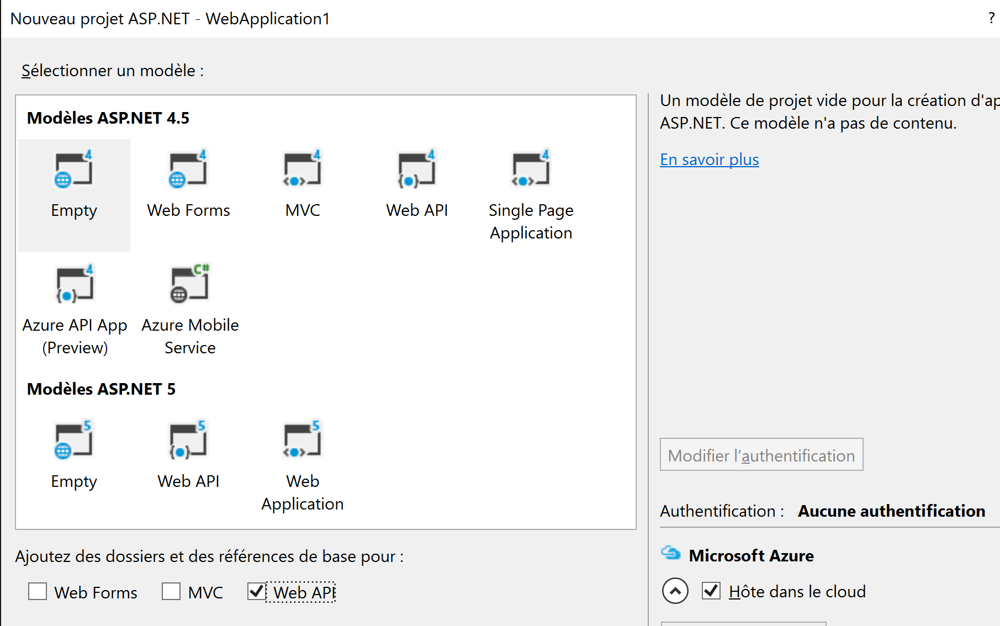 Nouveau projet ASP.NET - WebApplication1
?
Sélectionner un modèle :
Modèles ASP.NET 4.5
4
4
4
4
4
Empty
Web Forms
MVC
Web API
Single Page
Application
4
C#
Azure API App
(Preview)
Azure Mobile
Service
Modèles ASP.NET 5
5
5
5
Empty
Web API
Web
Application
Ajoutez des dossiers et des références de base pour :
Web Forms
MVC
Web API
Un modèle de projet vide pour la création d'ap
ASP.NET. Ce modèle n'a pas de contenu.
En savoir plus
Modifier l’authentification
Authentification : Aucune authentification
Microsoft Azure
Hôte dans le cloud